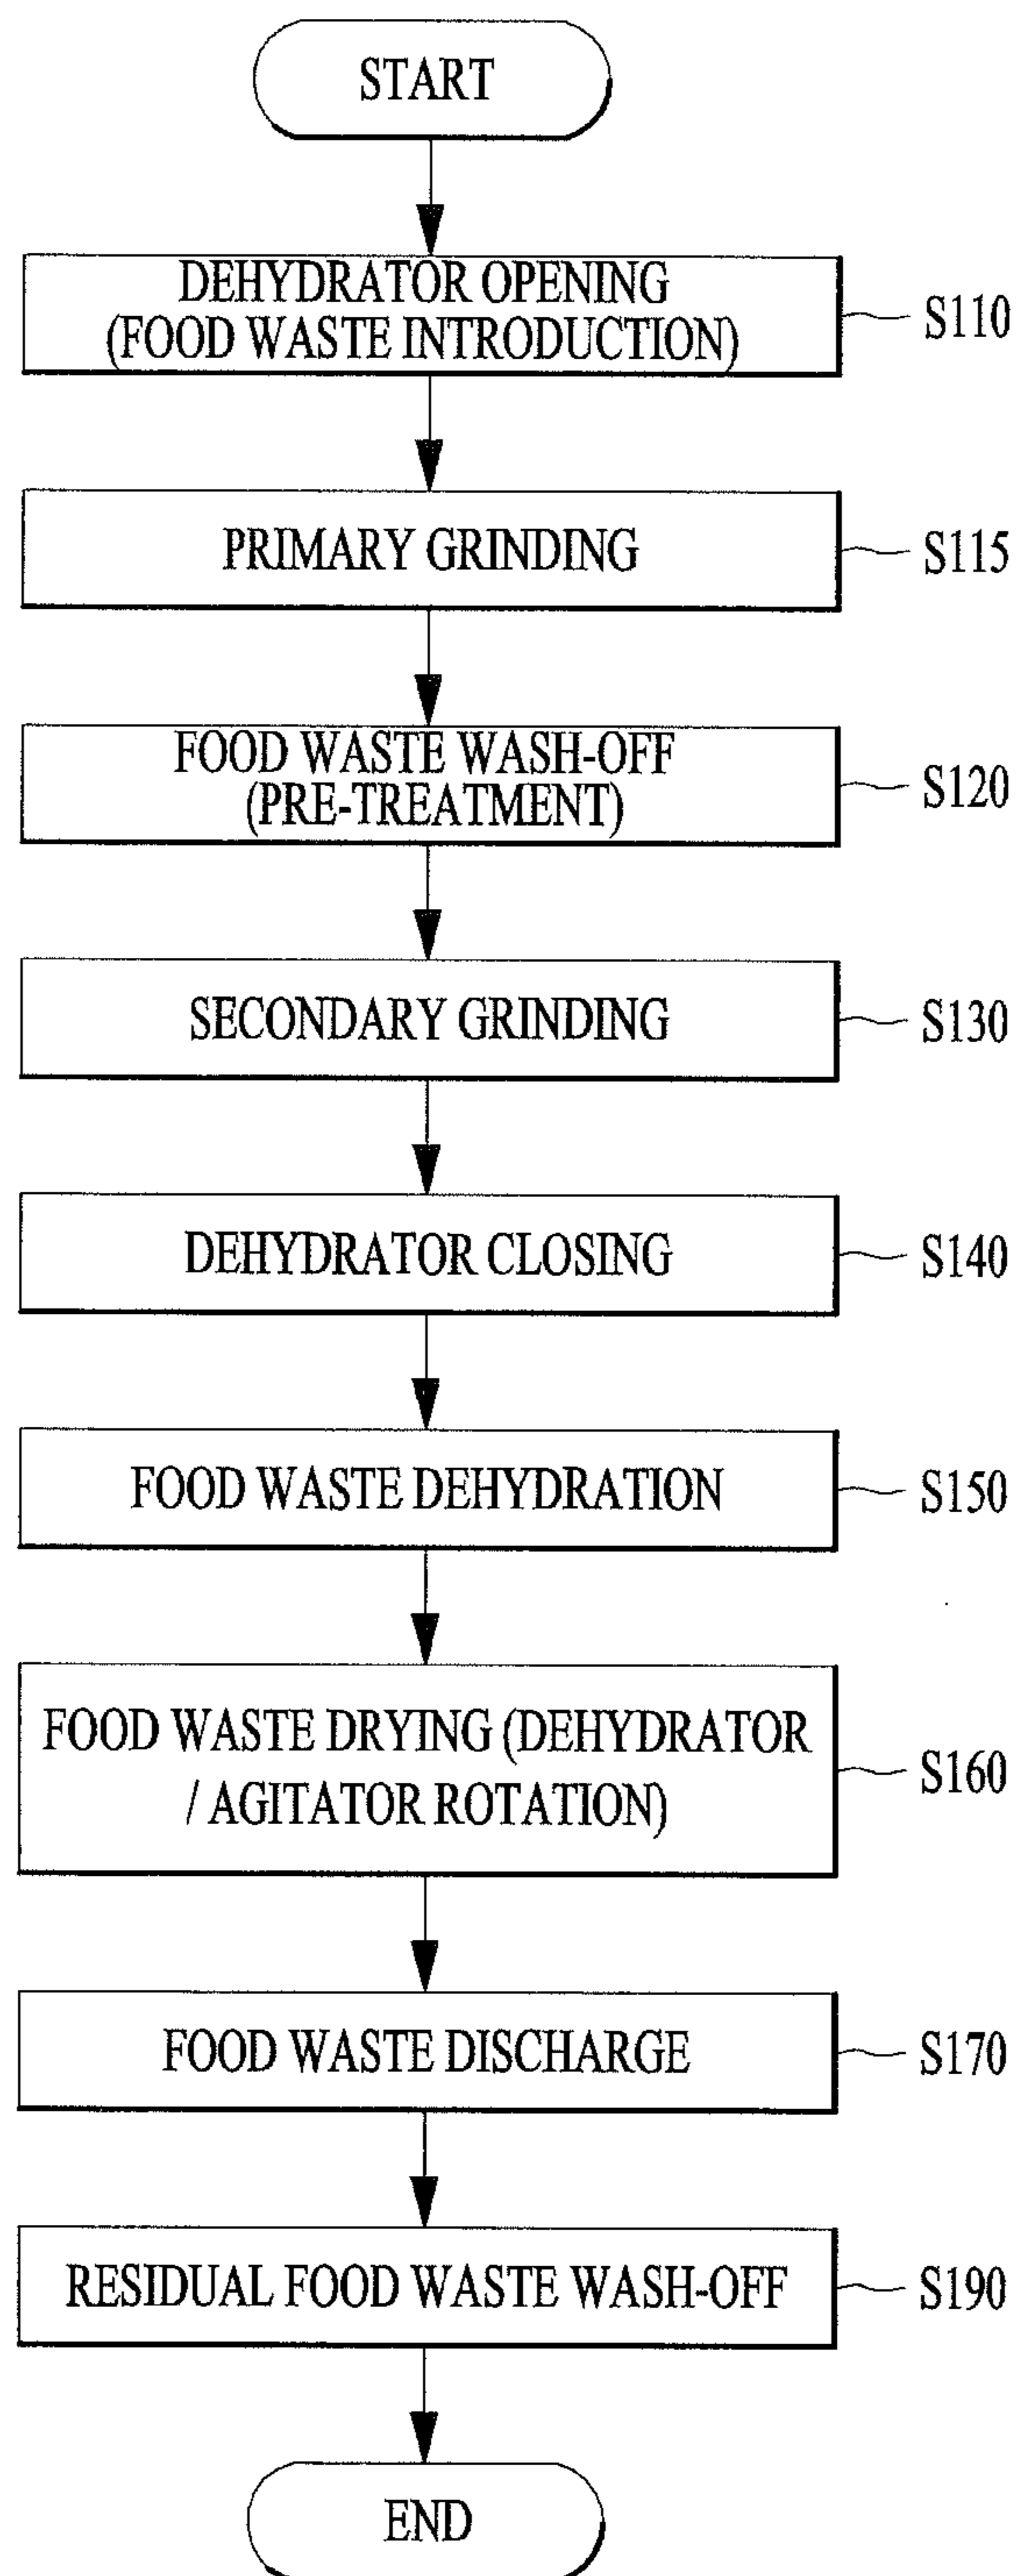 START
DEHYDRATOR OPENING
(FOOD WASTE INTRODUCTION)
S110
PRIMARY GRINDING
S115
FOOD WASTE WASH-OFF
(PRE-TREATMENT)
S120
SECONDARY GRINDING
S130
DEHYDRATOR CLOSING
S140
FOOD WASTE DEHYDRATION
S150
FOOD WASTE DRYING (DEHYDRATOR
/ AGITATOR ROTATION)
S160
FOOD WASTE DISCHARGE
S170
RESIDUAL FOOD WASTE WASH-OFF
S190
END